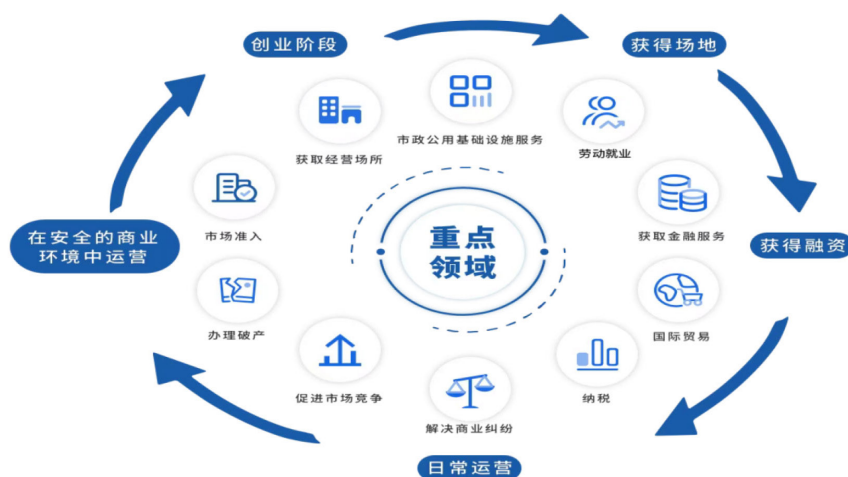 创业阶段
获得场地
市政公用基础设施服务
获取经营场所
劳动就业
市场准入
重点
领域
获取金融服务
在安全的商业
环境中运营
获得融资
办理破产
国际贸易
促进市场竞争
纳税
解决商业纠纷
日常运营